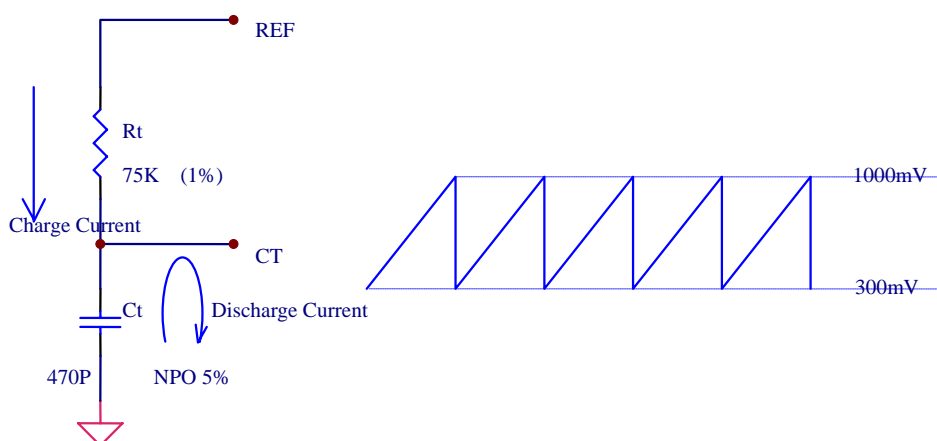 REF
Rt
75K (1%)
Charge Current
CT
Ct
Discharge Current
470P
NPO 5%
1000mV
300mV